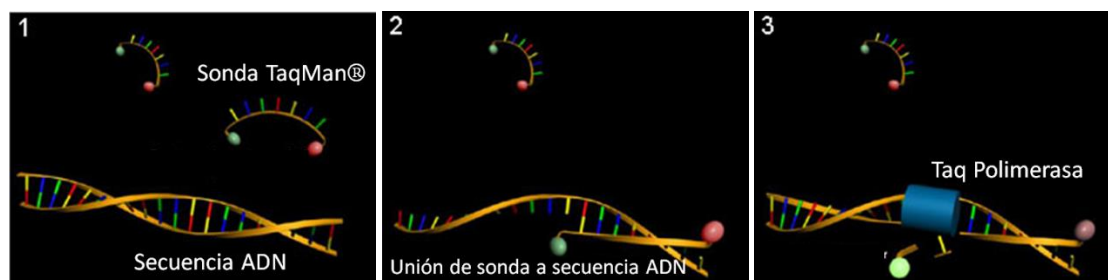 1
Sonda TaqMan®
Secuencia ADN
2
Unión de sonda a secuencia ADN
3
Taq Polimerasa
r